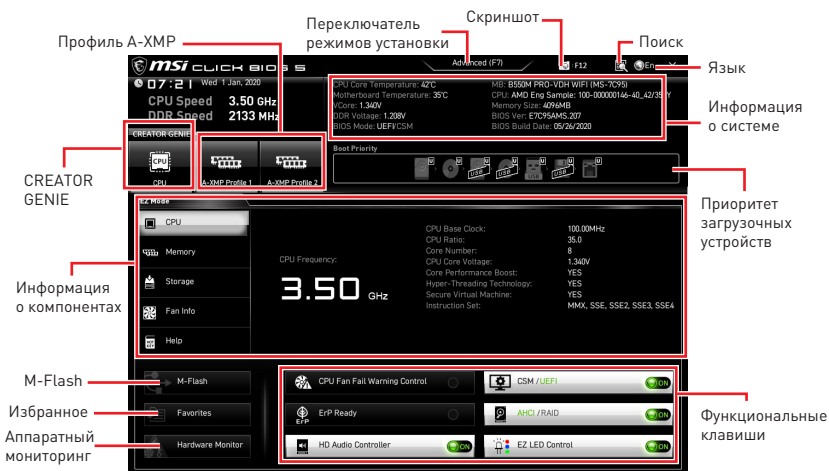 Переключатель
режимов установки
Скриншот
Профиль A-XMP
Поиск
Язык
Информация
о системе
Приоритет
загрузочных
устройств
CREATOR
GENIE
Информация
о компонентах
M-Flash
Избранное
Аппаратный
мониторинг
Функциональные
клавиши
msi CLICK BIOS 5
Advanced (F7)
F12
En
07:21 Wed 1 Jan, 2020
CPU Speed 3.50 GHz
DDR Speed 2133 MHz
CPU Core Temperature: 42°C
Motherboard Temperature: 35°C
VCore: 1.340V
DDR Voltage: 1.208V
BIOS Mode: UEFI/CSM
MB: B550M PRO-VDH WIFI (MS-7C95)
CPU: AMD Eng Sample: 100-000000146-40_42/35_Y
Memory Size: 4096MB
BIOS Ver: E7C95AMS.207
BIOS Build Date: 05/26/2020
CREATOR GENIE
CPU
CPU
A-XMP Profile 1
A-XMP Profile 2
Boot Priority
U
U
U
USB
U
USB
U
USB
U
USB
U
EZ Mode
CPU
Memory
Storage
Fan Info
Help
CPU Frequency:
3.50 GHz
CPU Base Clock: 100.00MHz
CPU Ratio: 35.0
Core Number: 8
CPU Core Voltage: 1.340V
Core Performance Boost: YES
Hyper-Threading Technology: YES
Secure Virtual Machine: YES
Instruction Set: MMX, SSE, SSE2, SSE3, SSE4
M-Flash
Favorites
Hardware Monitor
CPU Fan Fail Warning Control
ErP
ErP Ready
HD Audio Controller ON
CSM /UEFI ON
AHCI /RAID ON
EZ LED Control ON